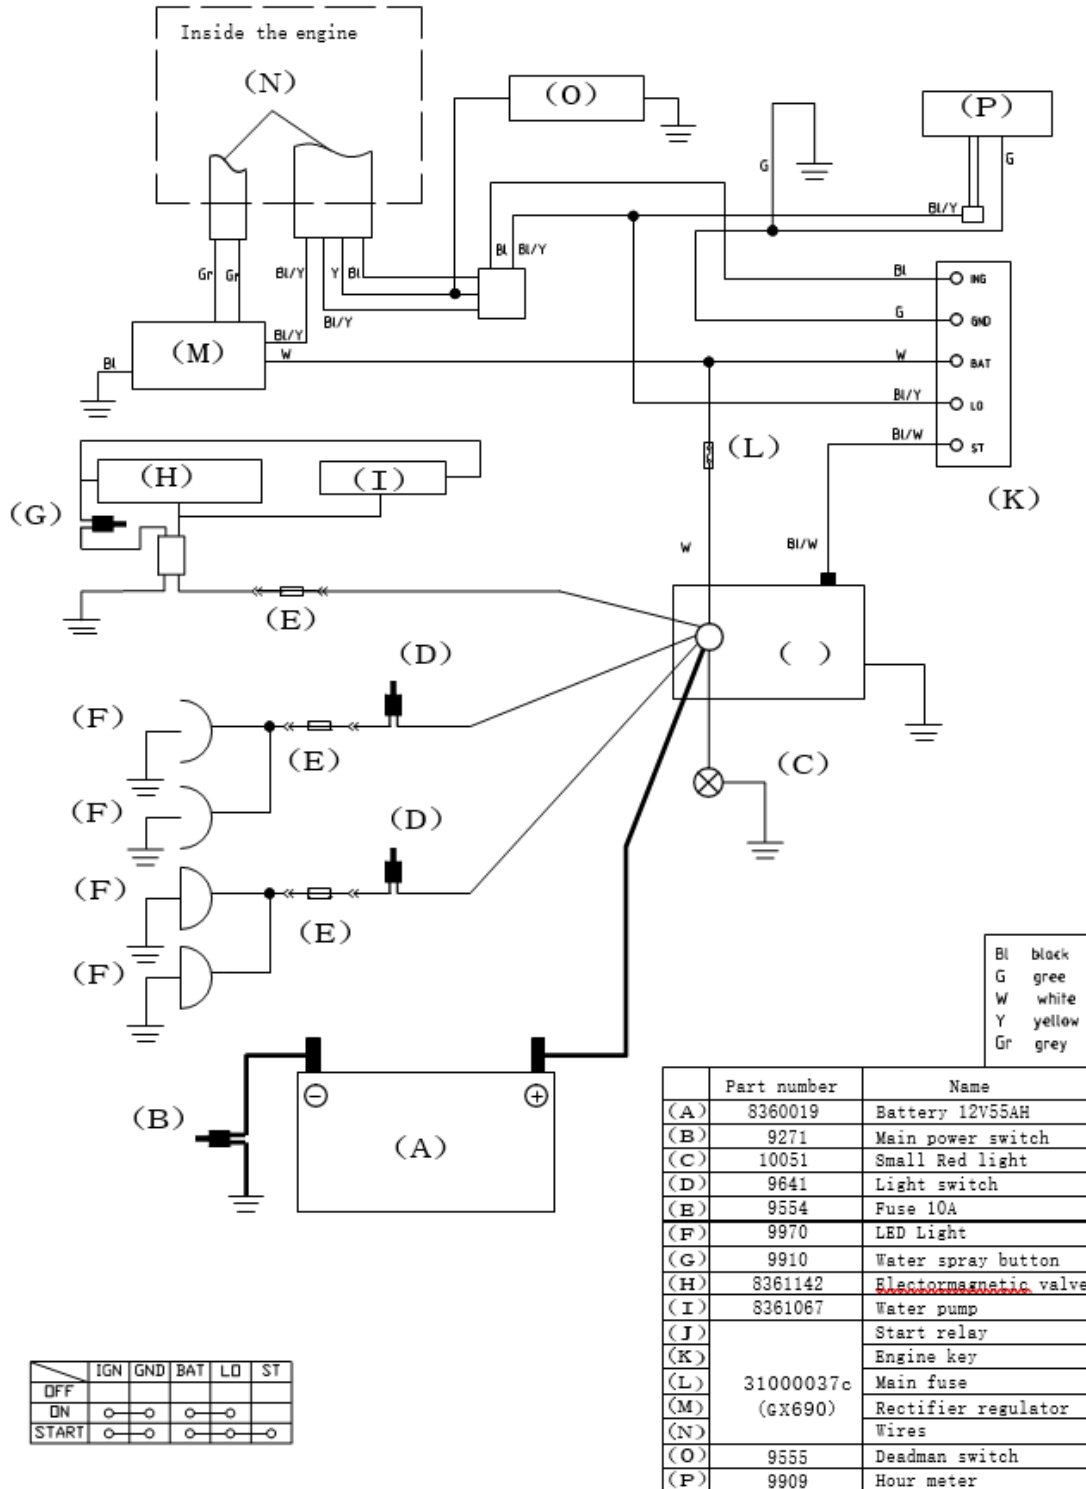 Inside the engine
(N)
(O)
(P)
G
G
Bl/Y
Bl
Bl/Y
Gr
Gr
Bl/Y
Y
Bl
Bl/Y
Bl/Y
W
(M)
Bl
Bl
ING
G
GND
W
BAT
Bl/Y
LO
Bl/W
ST
(K)
(L)
(H)
(I)
(G)
W
Bl/W
(E)
( )
(D)
(F)
(E)
(C)
(F)
(D)
(F)
(E)
(F)
Bl black
G gree
W white
Y yellow
Gr grey
(B)
−
+
(A)
Part number Name
(A) 8360019 Battery 12V55AH
(B) 9271 Main power switch
(C) 10051 Small Red light
(D) 9641 Light switch
(E) 9554 Fuse 10A
(F) 9970 LED Light
(G) 9910 Water spray button
(H) 8361142 Electormagnetic valve
(I) 8361067 Water pump
(J) Start relay
(K) Engine key
(L) 31000037c Main fuse
(M) (GX690) Rectifier regulator
(N) Wires
(O) 9555 Deadman switch
(P) 9909 Hour meter
IGN GND BAT LO ST
OFF
ON
START